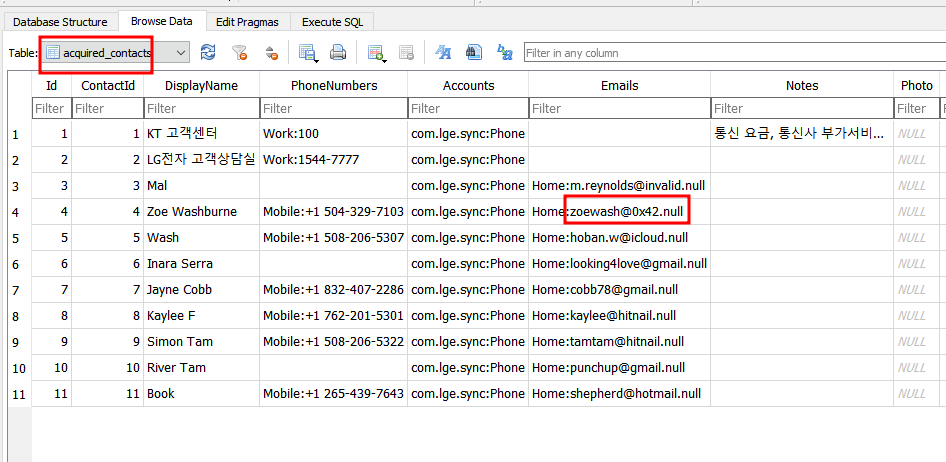 Database Structure Browse Data Edit Pragmas Execute SQL
Table: acquired_contacts Filter in any column
Id ContactId DisplayName PhoneNumbers Accounts Emails Notes Photo
Filter Filter Filter Filter Filter Filter Filter Filter
1 1 1 KT 고객센터 Work:100 com.lge.sync:Phone 통신 요금, 통신사 부가서비... NULL
2 2 2 LG전자 고객상담실 Work:1544-7777 com.lge.sync:Phone NULL
3 3 3 Mal com.lge.sync:Phone Home:m.reynolds@invalid.null NULL
4 4 4 Zoe Washburne Mobile:+1 504-329-7103 com.lge.sync:Phone Home:zoewash@0x42.null NULL
5 5 5 Wash Mobile:+1 508-206-5307 com.lge.sync:Phone Home:hoban.w@icloud.null NULL
6 6 6 Inara Serra com.lge.sync:Phone Home:looking4love@gmail.null NULL
7 7 7 Jayne Cobb Mobile:+1 832-407-2286 com.lge.sync:Phone Home:cobb78@gmail.null NULL
8 8 8 Kaylee F Mobile:+1 762-201-5301 com.lge.sync:Phone Home:kaylee@hitnail.null NULL
9 9 9 Simon Tam Mobile:+1 508-206-5322 com.lge.sync:Phone Home:tamtam@hitnail.null NULL
10 10 10 River Tam com.lge.sync:Phone Home:punchup@gmail.null NULL
11 11 11 Book Mobile:+1 265-439-7643 com.lge.sync:Phone Home:shepherd@hotmail.null NULL